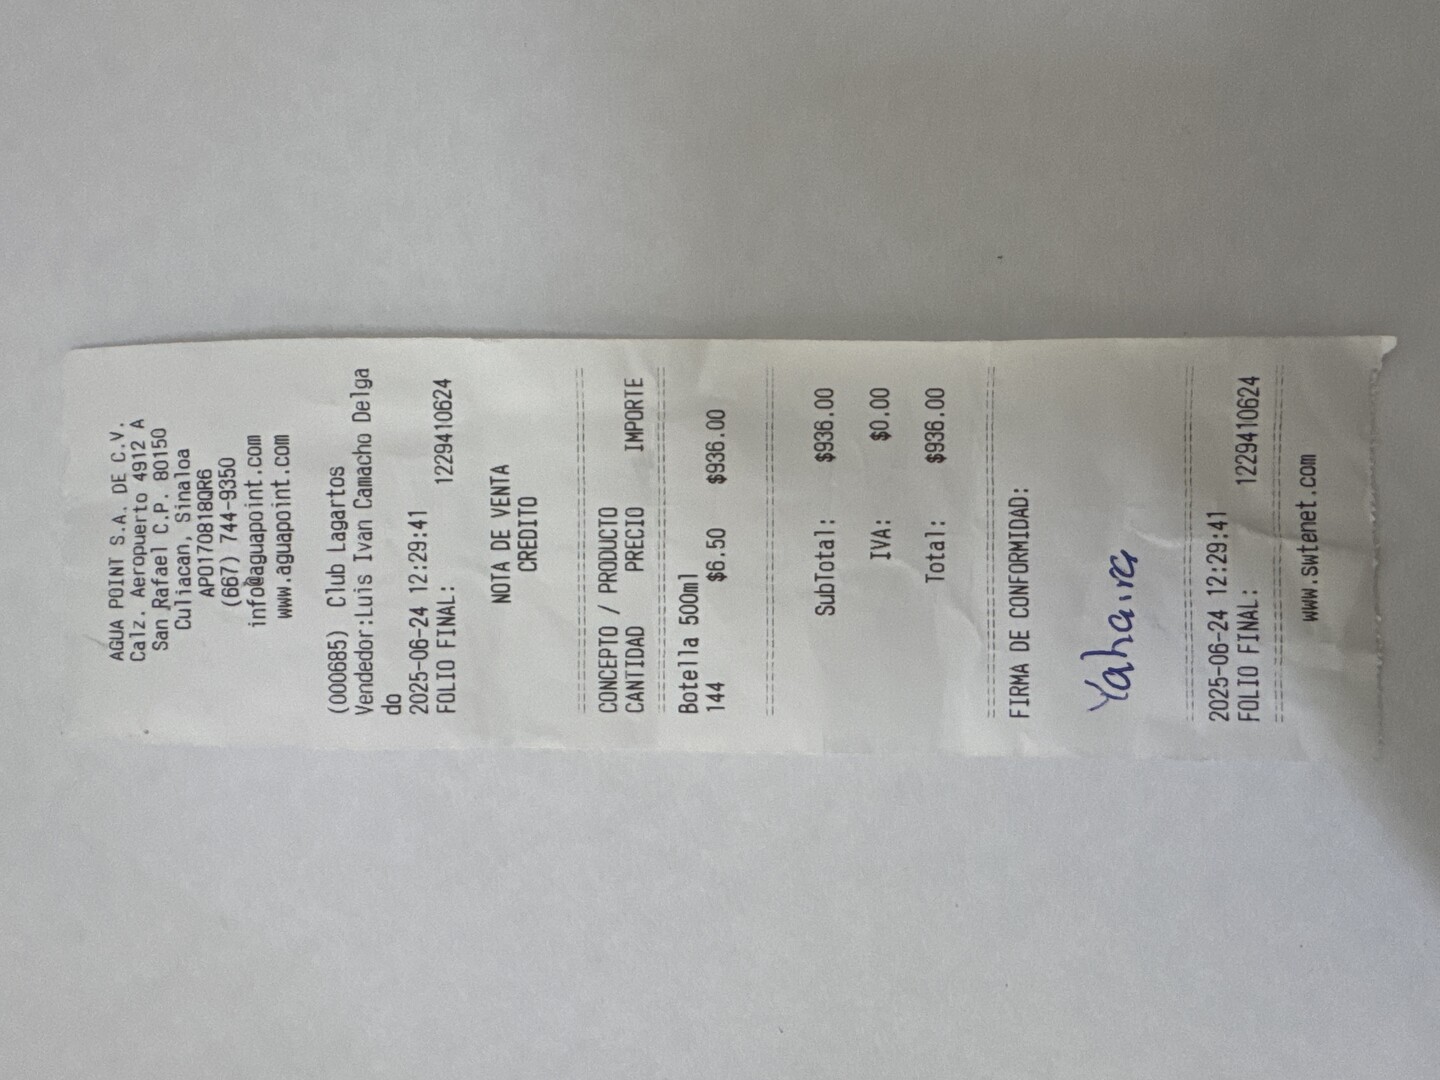 AGUA POINT S.A. DE C.V.
Calz. Aeropuerto 4912 A
San Rafael C.P. 80150
Culiacan, Sinaloa
APO170818QR6
(667) 744-9350
info@aguapoint.com
www.aguapoint.com
(000685) Club Lagartos
Vendedor:Luis Ivan Camacho Delga
do
2025-06-24 12:29:41
FOLIO FINAL: 1229410624
NOTA DE VENTA
CREDITO
================================
CONCEPTO / PRODUCTO
CANTIDAD PRECIO IMPORTE
================================
Botella 500ml
144 $6.50 $936.00
================================
SubTotal: $936.00
IVA: $0.00
Total: $936.00
================================
FIRMA DE CONFORMIDAD:
Yahaira
================================
2025-06-24 12:29:41
FOLIO FINAL: 1229410624
================================
www.swtenet.com